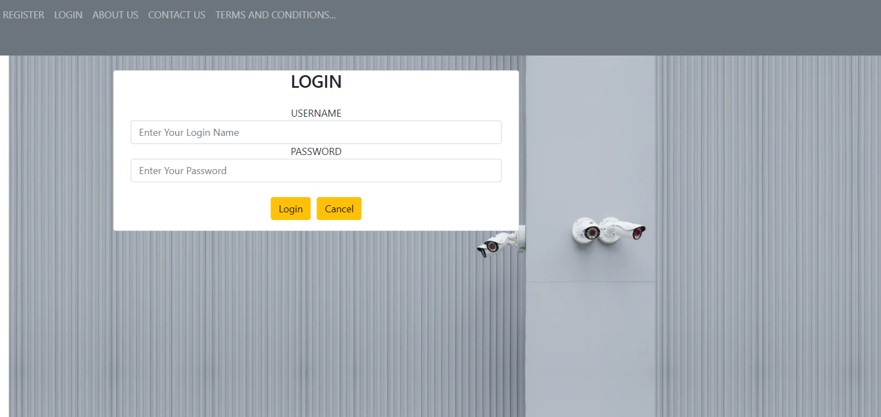 REGISTER LOGIN ABOUT US CONTACT US TERMS AND CONDITIONS...
LOGIN
USERNAME
Enter Your Login Name
PASSWORD
Enter Your Password
Login Cancel